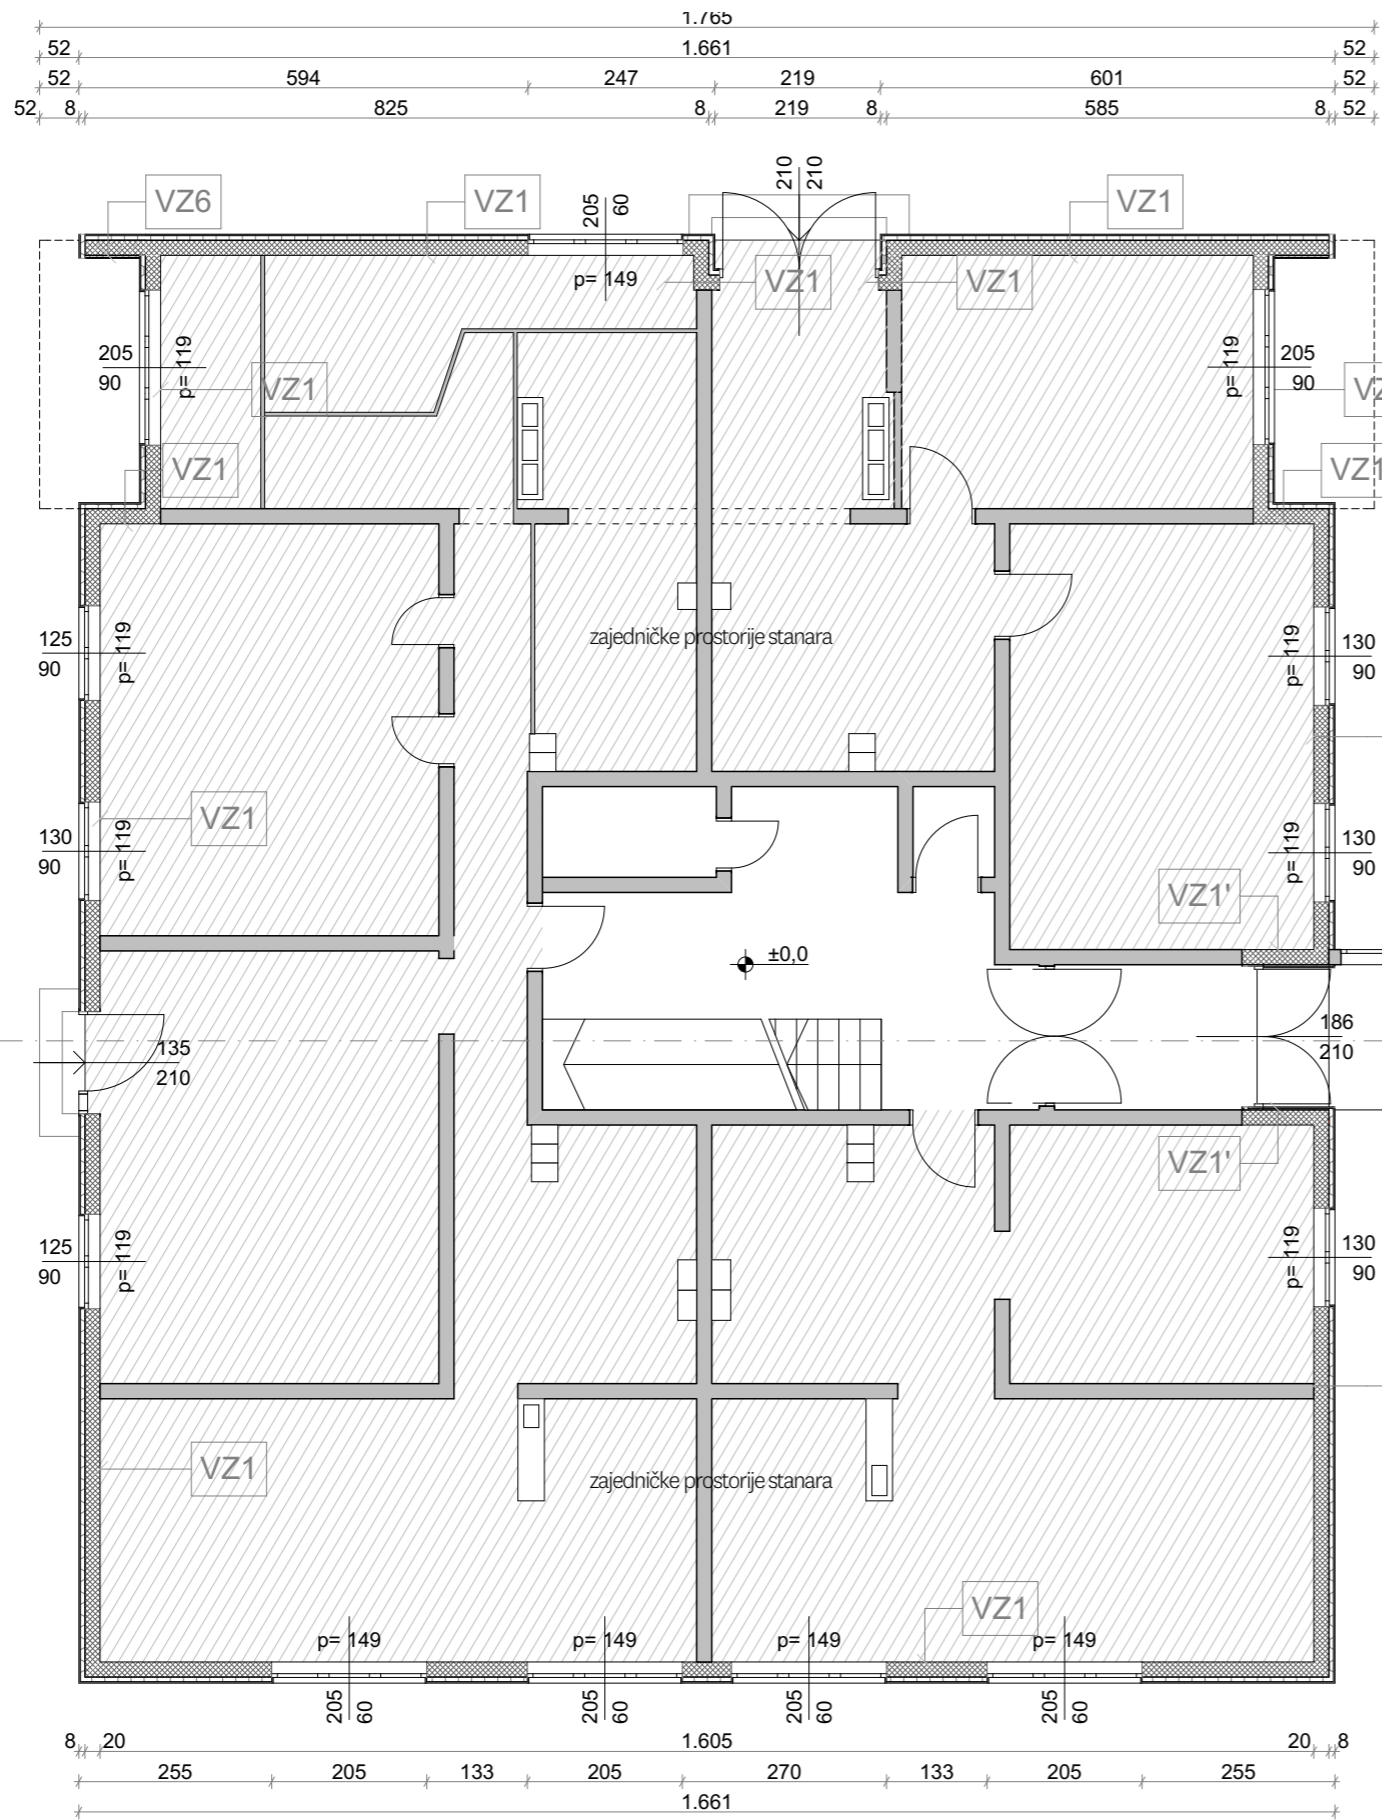 1.765
52 1.661 52
52 594 247 219 601 52
52 8 825 8 219 8 585 8 52
VZ6
VZ1
205
60
210
210
VZ1
p= 149
VZ1
VZ1
205
90
p= 119
VZ1
p= 119
205
90
VZ1
VZ1
125
90
p= 119
zajedničke prostorije stanara
p= 119
130
90
VZ1
130
90
p= 119
p= 119
130
90
VZ1'
±0,0
135
210
186
210
VZ1'
125
90
p= 119
p= 119
130
90
VZ1
zajedničke prostorije stanara
VZ1
p= 149
p= 149
p= 149
p= 149
205
60
205
60
205
60
205
60
8 20 1.605 20 8
255 205 133 205 270 133 205 255
1.661